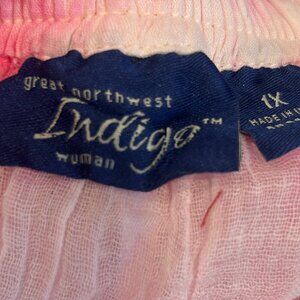 great northwest
Indigo™
woman
1X
MADE IN